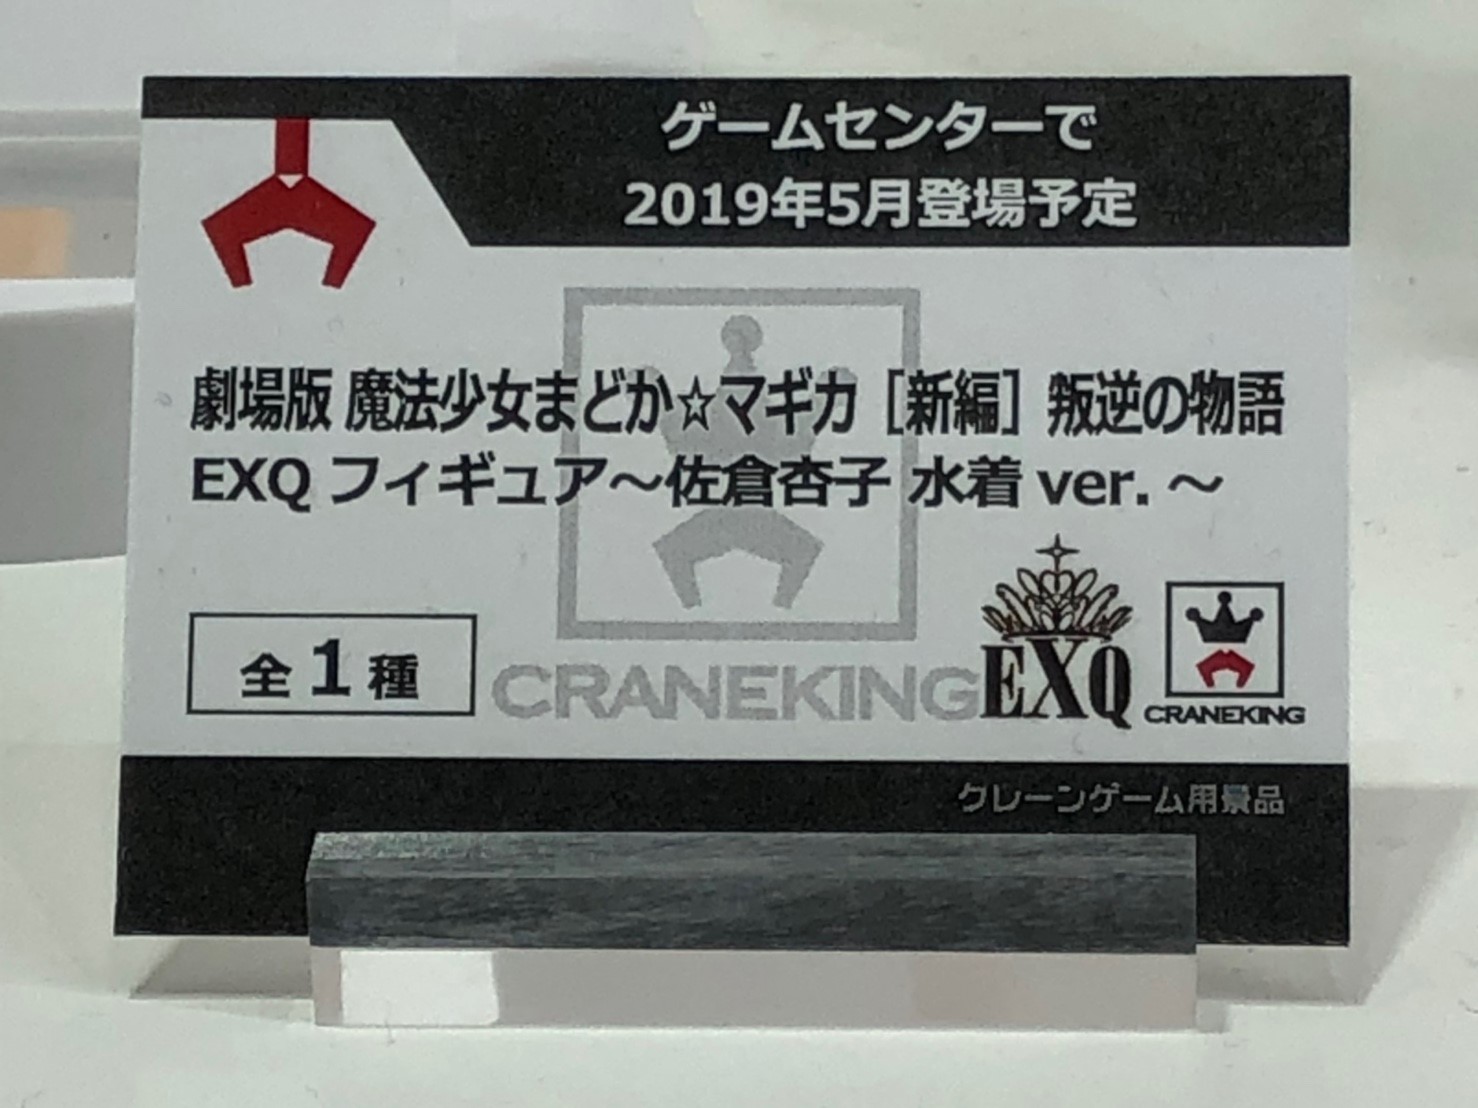 ゲームセンターで
2019年5月登場予定
劇場版 魔法少女まどか☆マギカ［新編］叛逆の物語
EXQ フィギュア～佐倉杏子 水着 ver. ～
全1種
CRANEKING
EXQ
CRANEKING
クレーンゲーム用景品